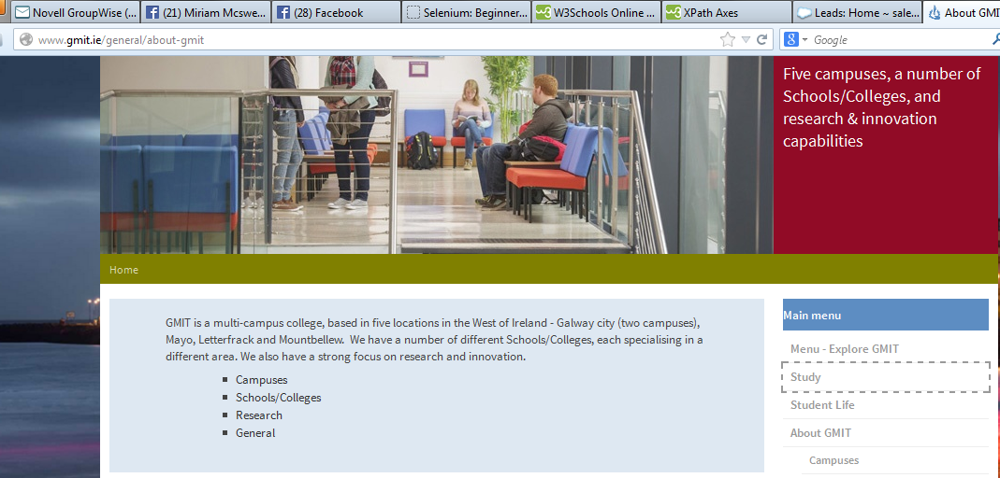 Novell GroupWise (...
(21) Miriam Mcswe...
(28) Facebook
Selenium: Beginner...
W3Schools Online ...
XPath Axes
Leads: Home ~ sale...
About GMI
www.gmit.ie/general/about-gmit
Google
Five campuses, a number of
Schools/Colleges, and
research & innovation
capabilities
Home
GMIT is a multi-campus college, based in five locations in the West of Ireland - Galway city (two campuses),
Mayo, Letterfrack and Mountbellew.  We have a number of different Schools/Colleges, each specialising in a
different area. We also have a strong focus on research and innovation.
Campuses
Schools/Colleges
Research
General
Main menu
Menu - Explore GMIT
Study
Student Life
About GMIT
Campuses